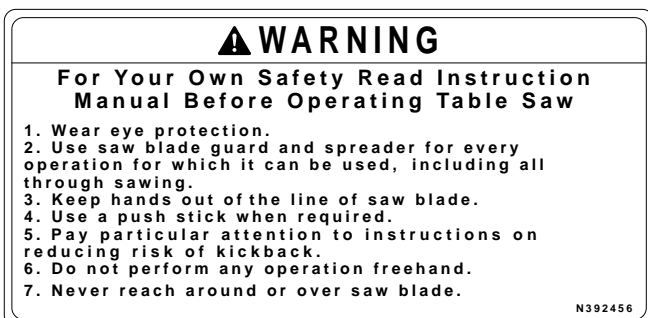 ⚠ WARNING
For Your Own Safety Read Instruction
Manual Before Operating Table Saw
1. Wear eye protection.
2. Use saw blade guard and spreader for every
operation for which it can be used, including all
through sawing.
3. Keep hands out of the line of saw blade.
4. Use a push stick when required.
5. Pay particular attention to instructions on
reducing risk of kickback.
6. Do not perform any operation freehand.
7. Never reach around or over saw blade.
N392456